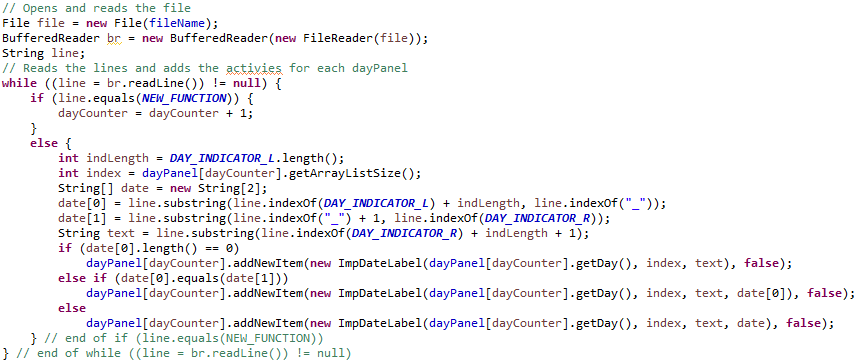 // Opens and reads the file
File file = new File(fileName);
BufferedReader br = new BufferedReader(new FileReader(file));
String line;
// Reads the lines and adds the activies for each dayPanel
while ((line = br.readLine()) != null) {
    if (line.equals(NEW_FUNCTION)) {
        dayCounter = dayCounter + 1;
    }
    else {
        int indLength = DAY_INDICATOR_L.length();
        int index = dayPanel[dayCounter].getArrayListSize();
        String[] date = new String[2];
        date[0] = line.substring(line.indexOf(DAY_INDICATOR_L) + indLength, line.indexOf("_"));
        date[1] = line.substring(line.indexOf("_") + 1, line.indexOf(DAY_INDICATOR_R));
        String text = line.substring(line.indexOf(DAY_INDICATOR_R) + indLength + 1);
        if (date[0].length() == 0)
            dayPanel[dayCounter].addNewItem(new ImpDateLabel(dayPanel[dayCounter].getDay(), index, text), false);
        else if (date[0].equals(date[1]))
            dayPanel[dayCounter].addNewItem(new ImpDateLabel(dayPanel[dayCounter].getDay(), index, text, date[0]), false);
        else
            dayPanel[dayCounter].addNewItem(new ImpDateLabel(dayPanel[dayCounter].getDay(), index, text, date), false);
    } // end of if (line.equals(NEW_FUNCTION))
} // end of while ((line = br.readLine()) != null)